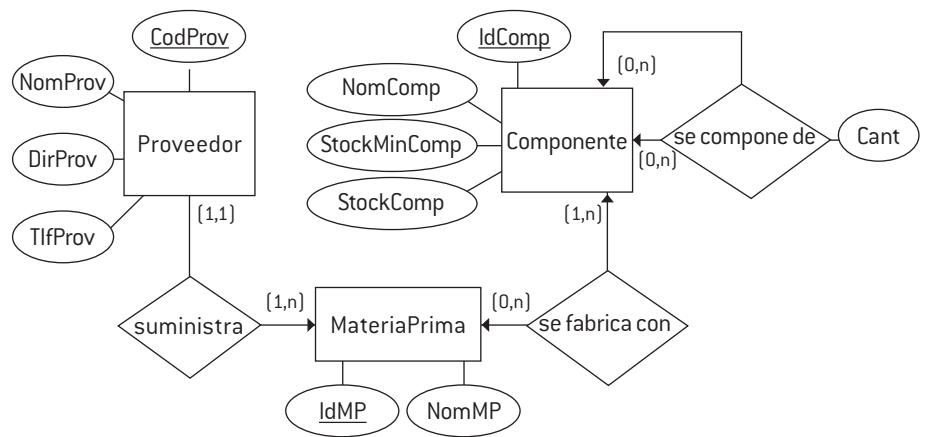 CodProv
IdComp
NomProv
(0,n)
NomComp
Proveedor
StockMinComp
Componente
se compone de
Cant
DirProv
(0,n)
StockComp
(1,1)
(1,n)
TlfProv
suministra
(1,n)
MateriaPrima
(0,n)
se fabrica con
IdMP
NomMP